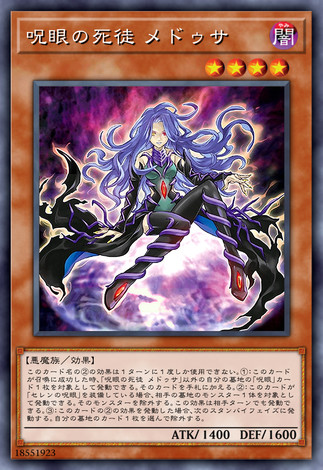 呪眼の死徒 メドゥサ
闇
やみ
【悪魔族／効果】
このカード名の②の効果は１ターンに１度しか使用できない。①：このカード
が召喚に成功した時、「呪眼の死徒 メドゥサ」以外の自分の墓地の「呪眼」カー
ド１枚を対象として発動できる。そのカードを手札に加える。②：このカードが
「セレンの呪眼」を装備している場合、相手の墓地のモンスター１体を対象とし
て発動できる。そのモンスターを除外する。この効果は相手ターンでも発動でき
る。③：このカードの②の効果を発動した場合、次のスタンバイフェイズに発
動する。自分の墓地のカード１枚を選んで除外する。
ATK/ 1400 DEF/1600
18551923